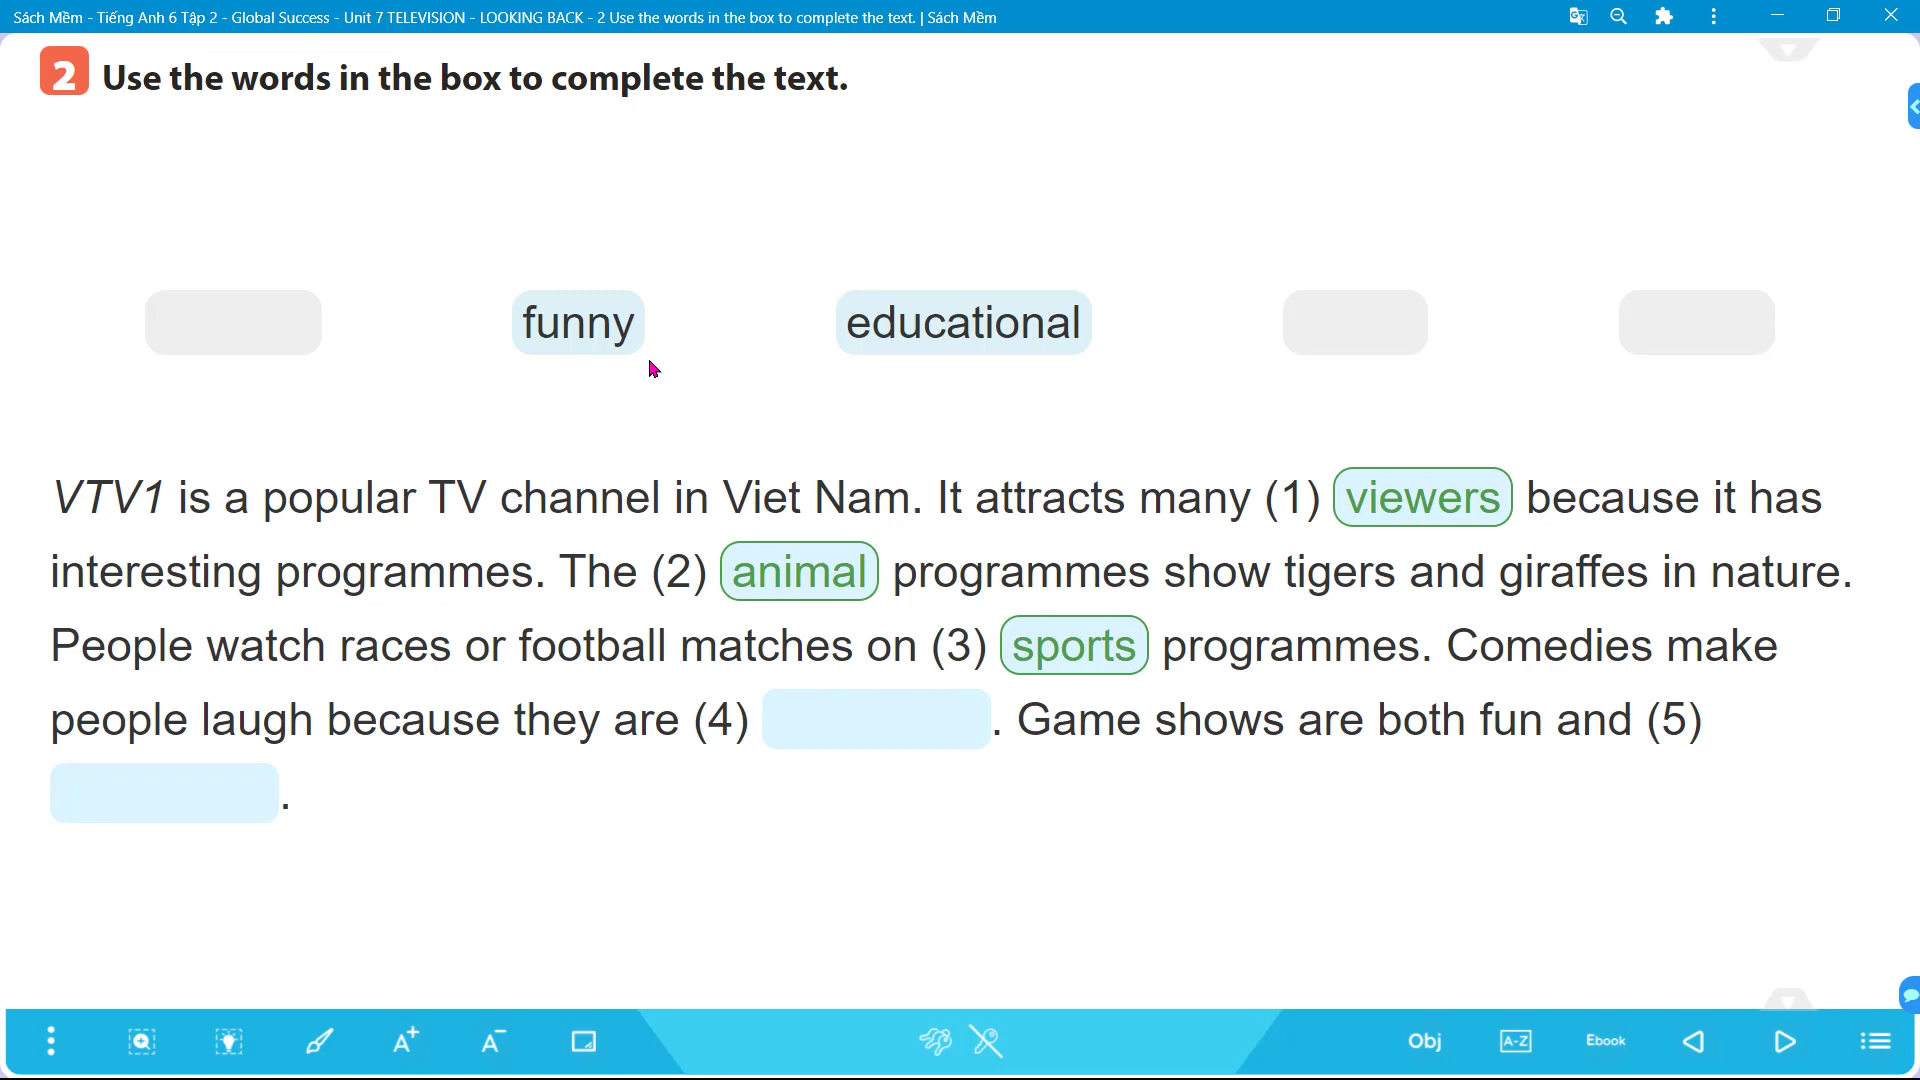 Sách Mềm - Tiếng Anh 6 Tập 2 - Global Success - Unit 7 TELEVISION - LOOKING BACK - 2 Use the words in the box to complete the text. | Sách Mềm
2 Use the words in the box to complete the text.
funny educational
VTV1 is a popular TV channel in Viet Nam. It attracts many (1) viewers because it has
interesting programmes. The (2) animal programmes show tigers and giraffes in nature.
People watch races or football matches on (3) sports programmes. Comedies make
people laugh because they are (4) . Game shows are both fun and (5)
.
A+ A- Obj A-Z Ebook